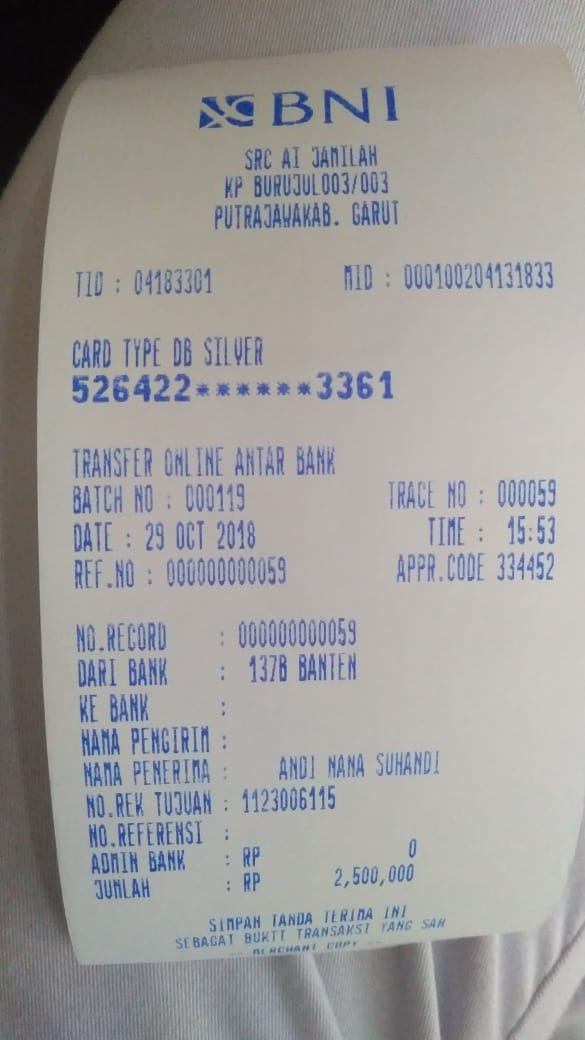 BNI
SRC AI JAMILAH
KP BURUJUL003/003
PUTRAJAWAKAB. GARUT
TID : 04183301 MID : 000100204131833
CARD TYPE DB SILVER
526422******3361
TRANSFER ONLINE ANTAR BANK
BATCH NO : 000119 TRACE NO : 000059
DATE : 29 OCT 2018 TIME : 15:53
REF.NO : 000000000059 APPR.CODE 334452
NO.RECORD : 000000000059
DARI BANK : 137B BANTEN
KE BANK :
NAMA PENGIRIM :
NAMA PENERIMA : ANDI NANA SUHANDI
NO.REK TUJUAN : 1123006115
NO.REFERENSI :
ADMIN BANK : RP 0
JUMLAH : RP 2,500,000
SIMPAN TANDA TERIMA INI
SEBAGAI BUKTI TRANSAKSI YANG SAH
-- MERCHANT COPY --